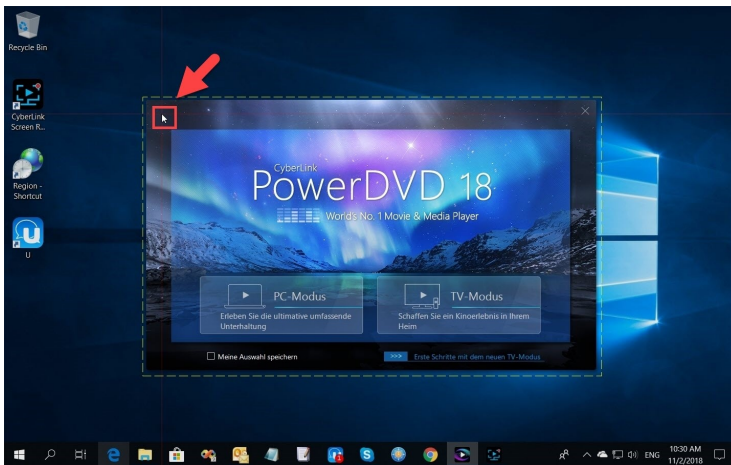 Recycle Bin
CyberLink
Screen R...
Region -
Shortcut
U
CyberLink
PowerDVD 18
World's No. 1 Movie & Media Player
PC-Modus
Erleben Sie die ultimative umfassende
Unterhaltung
TV-Modus
Schaffen Sie ein Kinoerlebnis in Ihrem
Heim
Meine Auswahl speichern
>>> Erste Schritte mit dem neuen TV-Modus
ENG
10:30 AM
11/2/2018